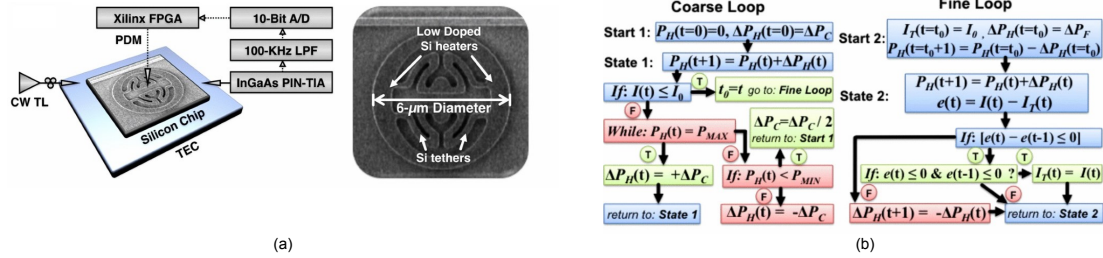 Xilinx FPGA
10-Bit A/D
PDM
100-KHz LPF
InGaAs PIN-TIA
CW TL
Silicon Chip
TEC
Low Doped
Si heaters
6-μm Diameter
Si tethers
(a)
Coarse Loop
Start 1: P_H(t=0)=0, ΔP_H(t=0)=ΔP_C
State 1: P_H(t+1) = P_H(t)+ΔP_H(t)
If: I(t) ≤ I_0
T
t_0=t go to: Fine Loop
F
While: P_H(t) = P_MAX
ΔP_C=ΔP_C / 2
return to: Start 1
T
F
T
ΔP_H(t) = +ΔP_C
If: P_H(t) < P_MIN
F
return to: State 1
ΔP_H(t) = -ΔP_C
Fine Loop
Start 2:
I_T(t=t_0) = I_0 , ΔP_H(t=t_0) = ΔP_F
P_H(t=t_0+1) = P_H(t=t_0) - ΔP_H(t=t_0)
State 2:
P_H(t+1) = P_H(t)+ΔP_H(t)
e(t) = I(t) - I_T(t)
If: [e(t) - e(t-1) ≤ 0]
T
T
If: e(t) ≤ 0 & e(t-1) ≤ 0 ?
I_T(t) = I(t)
F
F
ΔP_H(t+1) = -ΔP_H(t)
return to: State 2
(b)